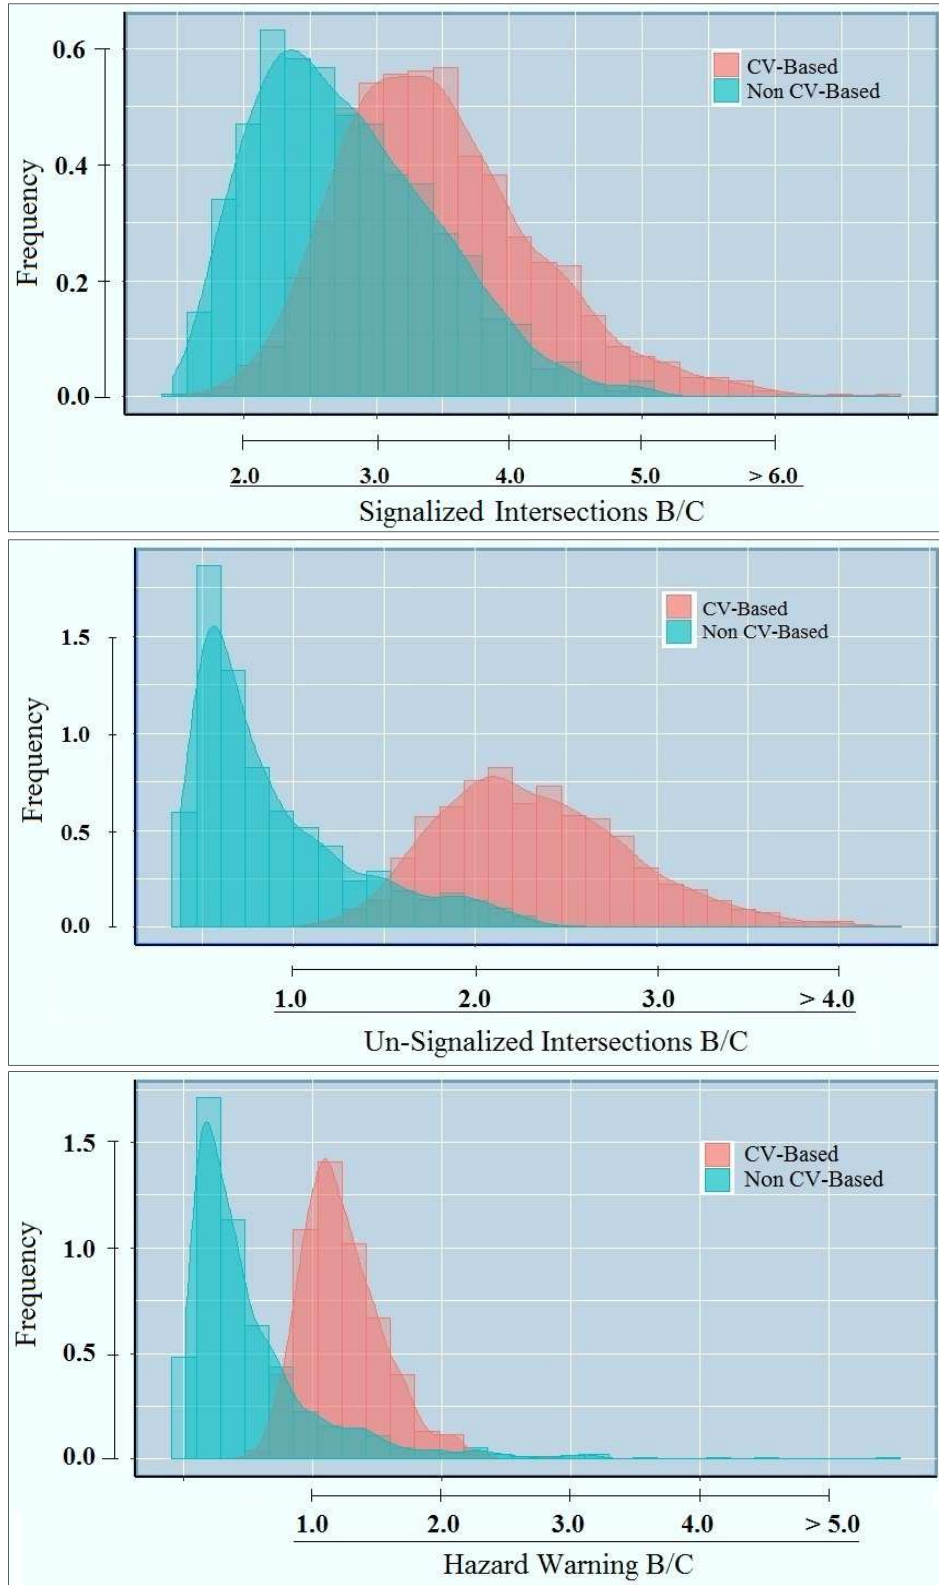 0.6
0.4
0.2
0.0
Frequency
CV-Based
Non CV-Based
2.0 3.0 4.0 5.0 > 6.0
Signalized Intersections B/C
1.5
1.0
0.5
0.0
Frequency
CV-Based
Non CV-Based
1.0 2.0 3.0 > 4.0
Un-Signalized Intersections B/C
1.5
1.0
0.5
0.0
Frequency
CV-Based
Non CV-Based
1.0 2.0 3.0 4.0 > 5.0
Hazard Warning B/C